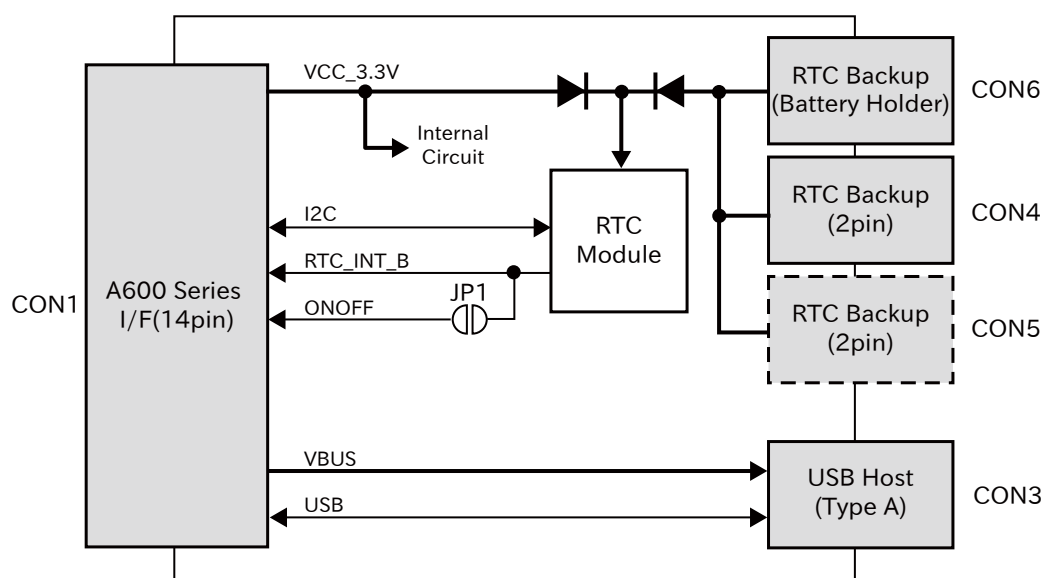 VCC_3.3V
RTC Backup
(Battery Holder)
CON6
Internal
Circuit
RTC Backup
(2pin)
CON4
I2C
RTC
Module
RTC_INT_B
CON1
A600 Series
I/F(14pin)
JP1
ONOFF
RTC Backup
(2pin)
CON5
VBUS
USB Host
(Type A)
CON3
USB